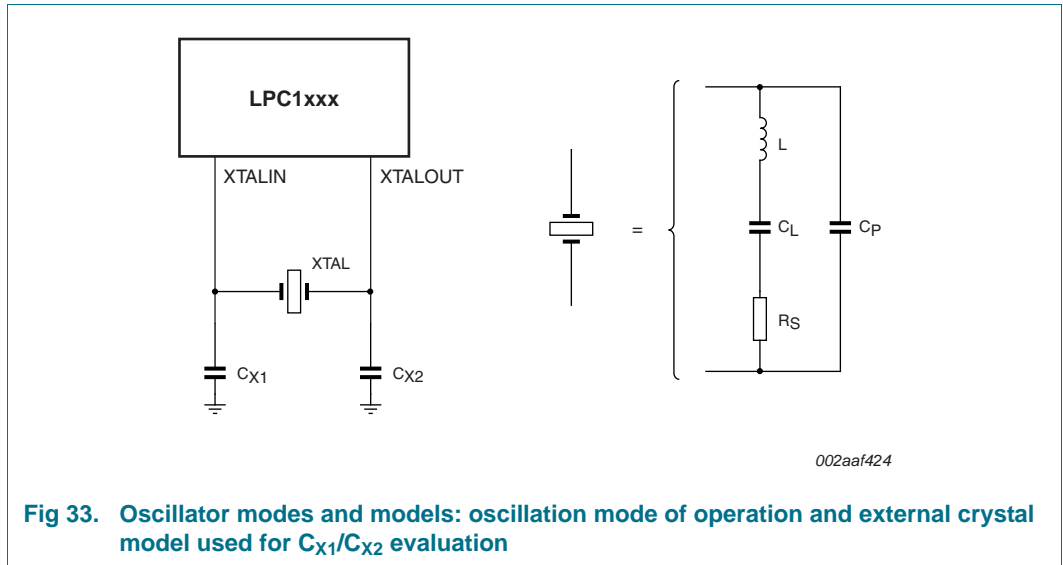 LPC1xxx
XTALIN
XTALOUT
XTAL
CX1
CX2
=
L
CL
CP
RS
002aaf424
Fig 33. Oscillator modes and models: oscillation mode of operation and external crystal
model used for CX1/CX2 evaluation